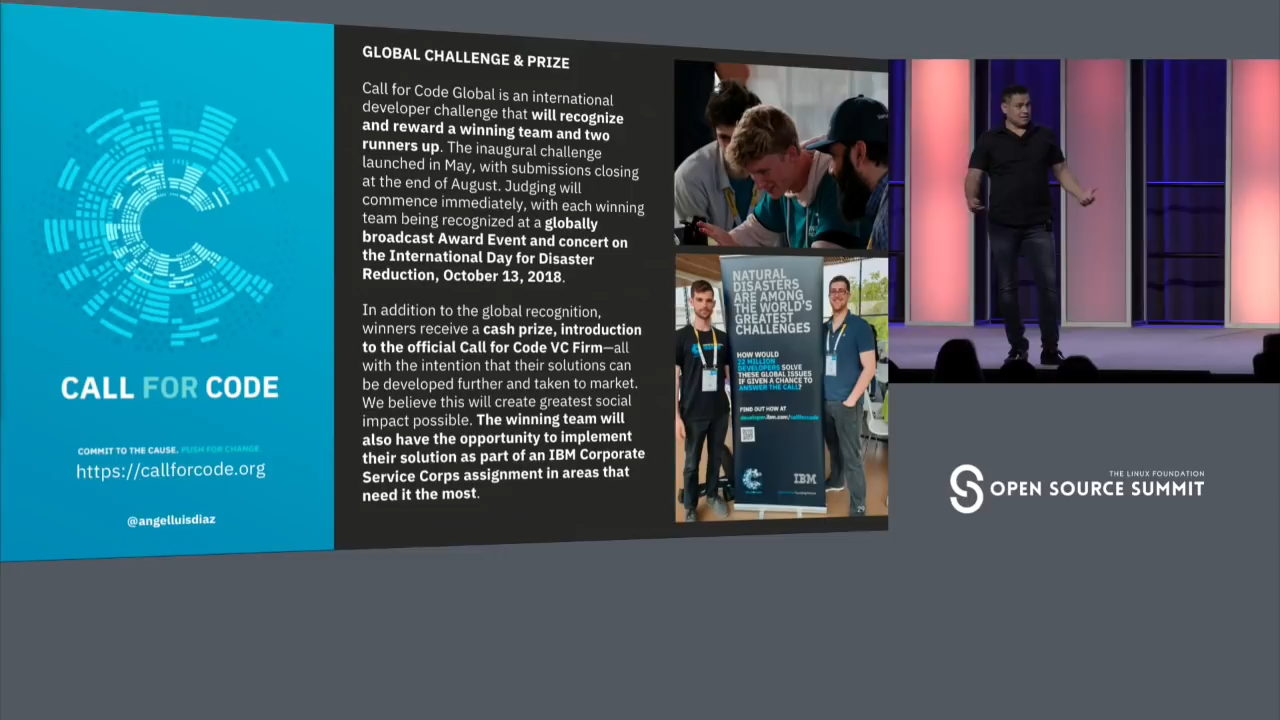 CALL FOR CODE
COMMIT TO THE CAUSE. PUSH FOR CHANGE.
https://callforcode.org
@angelluisdiaz
GLOBAL CHALLENGE & PRIZE
Call for Code Global is an international
developer challenge that will recognize
and reward a winning team and two
runners up. The inaugural challenge
launched in May, with submissions closing
at the end of August. Judging will
commence immediately, with each winning
team being recognized at a globally
broadcast Award Event and concert on
the International Day for Disaster
Reduction, October 13, 2018.
In addition to the global recognition,
winners receive a cash prize, introduction
to the official Call for Code VC Firm—all
with the intention that their solutions can
be developed further and taken to market.
We believe this will create greatest social
impact possible. The winning team will
also have the opportunity to implement
their solution as part of an IBM Corporate
Service Corps assignment in areas that
need it the most.
NATURAL
DISASTERS
ARE AMONG
THE WORLD'S
GREATEST
CHALLENGES
HOW WOULD
22 MILLION
DEVELOPERS SOLVE
THESE GLOBAL ISSUES
IF GIVEN A CHANCE TO
ANSWER THE CALL?
FIND OUT HOW AT
developer.ibm.com/callforcode
IBM
29
THE LINUX FOUNDATION
OPEN SOURCE SUMMIT